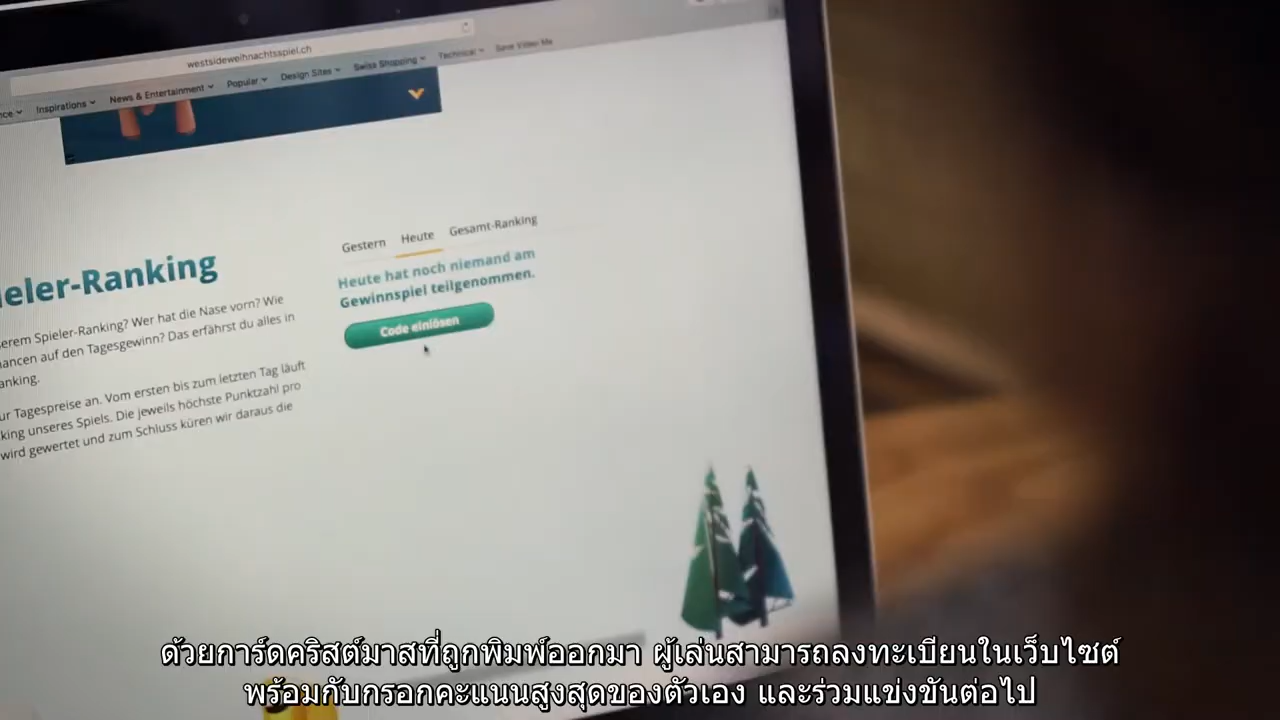 westsideweihnachtsspiel.ch
Inspirations News & Entertainment Popular Design Sites Swiss Shopping Technical Save Video Me
Gestern Heute Gesamt-Ranking
eler-Ranking
Heute hat noch niemand am
Gewinnspiel teilgenommen.
Code einlösen
serem Spieler-Ranking? Wer hat die Nase vorn? Wie
hancen auf den Tagesgewinn? Das erfährst du alles in
anking.
ur Tagespreise an. Vom ersten bis zum letzten Tag läuft
king unseres Spiels. Die jeweils höchste Punktzahl pro
wird gewertet und zum Schluss küren wir daraus die
ด้วยการ์ดคริสต์มาสที่ถูกพิมพ์ออกมา ผู้เล่นสามารถลงทะเบียนในเว็บไซต์
พร้อมกับกรอกคะแนนสูงสุดของตัวเอง และร่วมแข่งขันต่อไป